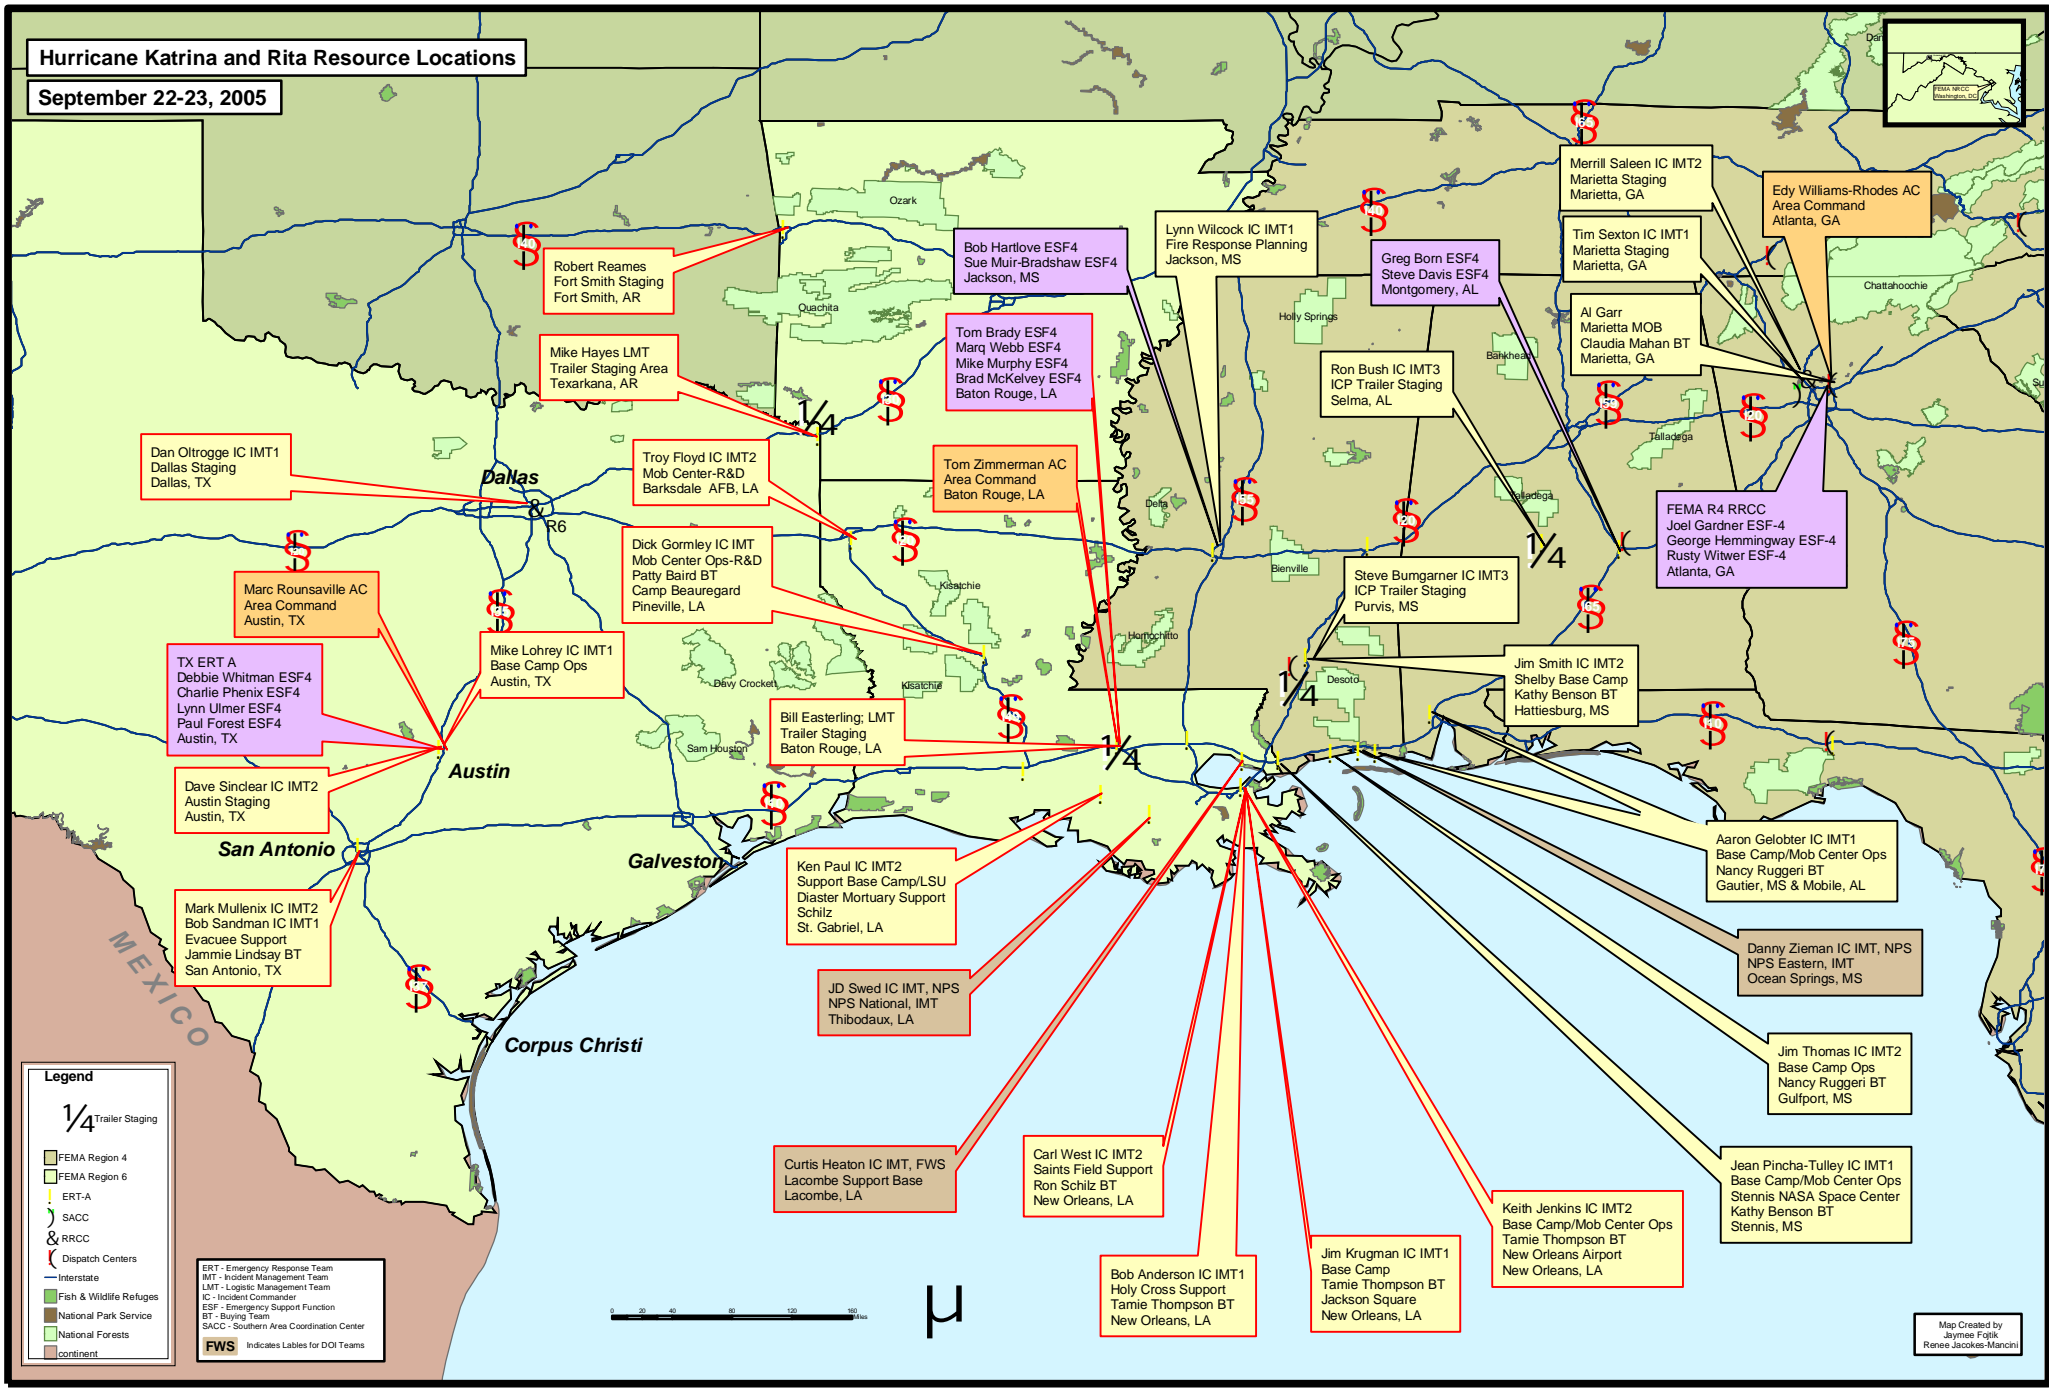 Hurricane Katrina and Rita Resource Locations
September 22-23, 2005
FEMA NRCC
Washington, DC
Merrill Saleen IC IMT2
Marietta Staging
Marietta, GA
Edy Williams-Rhodes AC
Area Command
Atlanta, GA
Tim Sexton IC IMT1
Marietta Staging
Marietta, GA
Al Garr
Marietta MOB
Claudia Mahan BT
Marietta, GA
Lynn Wilcock IC IMT1
Fire Response Planning
Jackson, MS
Bob Hartlove ESF4
Sue Muir-Bradshaw ESF4
Jackson, MS
Greg Born ESF4
Steve Davis ESF4
Montgomery, AL
Robert Reames
Fort Smith Staging
Fort Smith, AR
Tom Brady ESF4
Marq Webb ESF4
Mike Murphy ESF4
Brad McKelvey ESF4
Baton Rouge, LA
Mike Hayes LMT
Trailer Staging Area
Texarkana, AR
Ron Bush IC IMT3
ICP Trailer Staging
Selma, AL
Ozark
Ouachita
Holly Springs
Bankhead
Chattahoochie
Talladega
Talladega
Delta
Bienville
Homochitto
Desoto
Kisatchie
Kisatchie
Davy Crockett
Sam Houston
Dan Oltrogge IC IMT1
Dallas Staging
Dallas, TX
Dallas
&
R6
Troy Floyd IC IMT2
Mob Center-R&D
Barksdale AFB, LA
Tom Zimmerman AC
Area Command
Baton Rouge, LA
FEMA R4 RRCC
Joel Gardner ESF-4
George Hemmingway ESF-4
Rusty Witwer ESF-4
Atlanta, GA
Dick Gormley IC IMT
Mob Center Ops-R&D
Patty Baird BT
Camp Beauregard
Pineville, LA
Marc Rounsaville AC
Area Command
Austin, TX
Steve Bumgarner IC IMT3
ICP Trailer Staging
Purvis, MS
Mike Lohrey IC IMT1
Base Camp Ops
Austin, TX
TX ERT A
Debbie Whitman ESF4
Charlie Phenix ESF4
Lynn Ulmer ESF4
Paul Forest ESF4
Austin, TX
Jim Smith IC IMT2
Shelby Base Camp
Kathy Benson BT
Hattiesburg, MS
Bill Easterling; LMT
Trailer Staging
Baton Rouge, LA
1/4
1/4
1/4
1/4
Dave Sinclear IC IMT2
Austin Staging
Austin, TX
Austin
San Antonio
Galveston
Corpus Christi
MEXICO
Aaron Gelobter IC IMT1
Base Camp/Mob Center Ops
Nancy Ruggeri BT
Gautier, MS & Mobile, AL
Ken Paul IC IMT2
Support Base Camp/LSU
Diaster Mortuary Support
Schilz
St. Gabriel, LA
Mark Mullenix IC IMT2
Bob Sandman IC IMT1
Evacuee Support
Jammie Lindsay BT
San Antonio, TX
Danny Zieman IC IMT, NPS
NPS Eastern, IMT
Ocean Springs, MS
JD Swed IC IMT, NPS
NPS National, IMT
Thibodaux, LA
Jim Thomas IC IMT2
Base Camp Ops
Nancy Ruggeri BT
Gulfport, MS
Curtis Heaton IC IMT, FWS
Lacombe Support Base
Lacombe, LA
Carl West IC IMT2
Saints Field Support
Ron Schilz BT
New Orleans, LA
Jean Pincha-Tulley IC IMT1
Base Camp/Mob Center Ops
Stennis NASA Space Center
Kathy Benson BT
Stennis, MS
Keith Jenkins IC IMT2
Base Camp/Mob Center Ops
Tamie Thompson BT
New Orleans Airport
New Orleans, LA
Jim Krugman IC IMT1
Base Camp
Tamie Thompson BT
Jackson Square
New Orleans, LA
Bob Anderson IC IMT1
Holy Cross Support
Tamie Thompson BT
New Orleans, LA
Legend
1/4 Trailer Staging
FEMA Region 4
FEMA Region 6
ERT-A
SACC
& RRCC
Dispatch Centers
Interstate
Fish & Wildlife Refuges
National Park Service
National Forests
continent
ERT - Emergency Response Team
IMT - Incident Management Team
LMT - Logistic Management Team
IC - Incident Commander
ESF - Emergency Support Function
BT - Buying Team
SACC - Southern Area Coordination Center
FWS Indicates Lables for DOI Teams
0 20 40 80 120 160
Miles
µ
Map Created by
Jaymee Fojtik
Renee Jacokes-Mancini